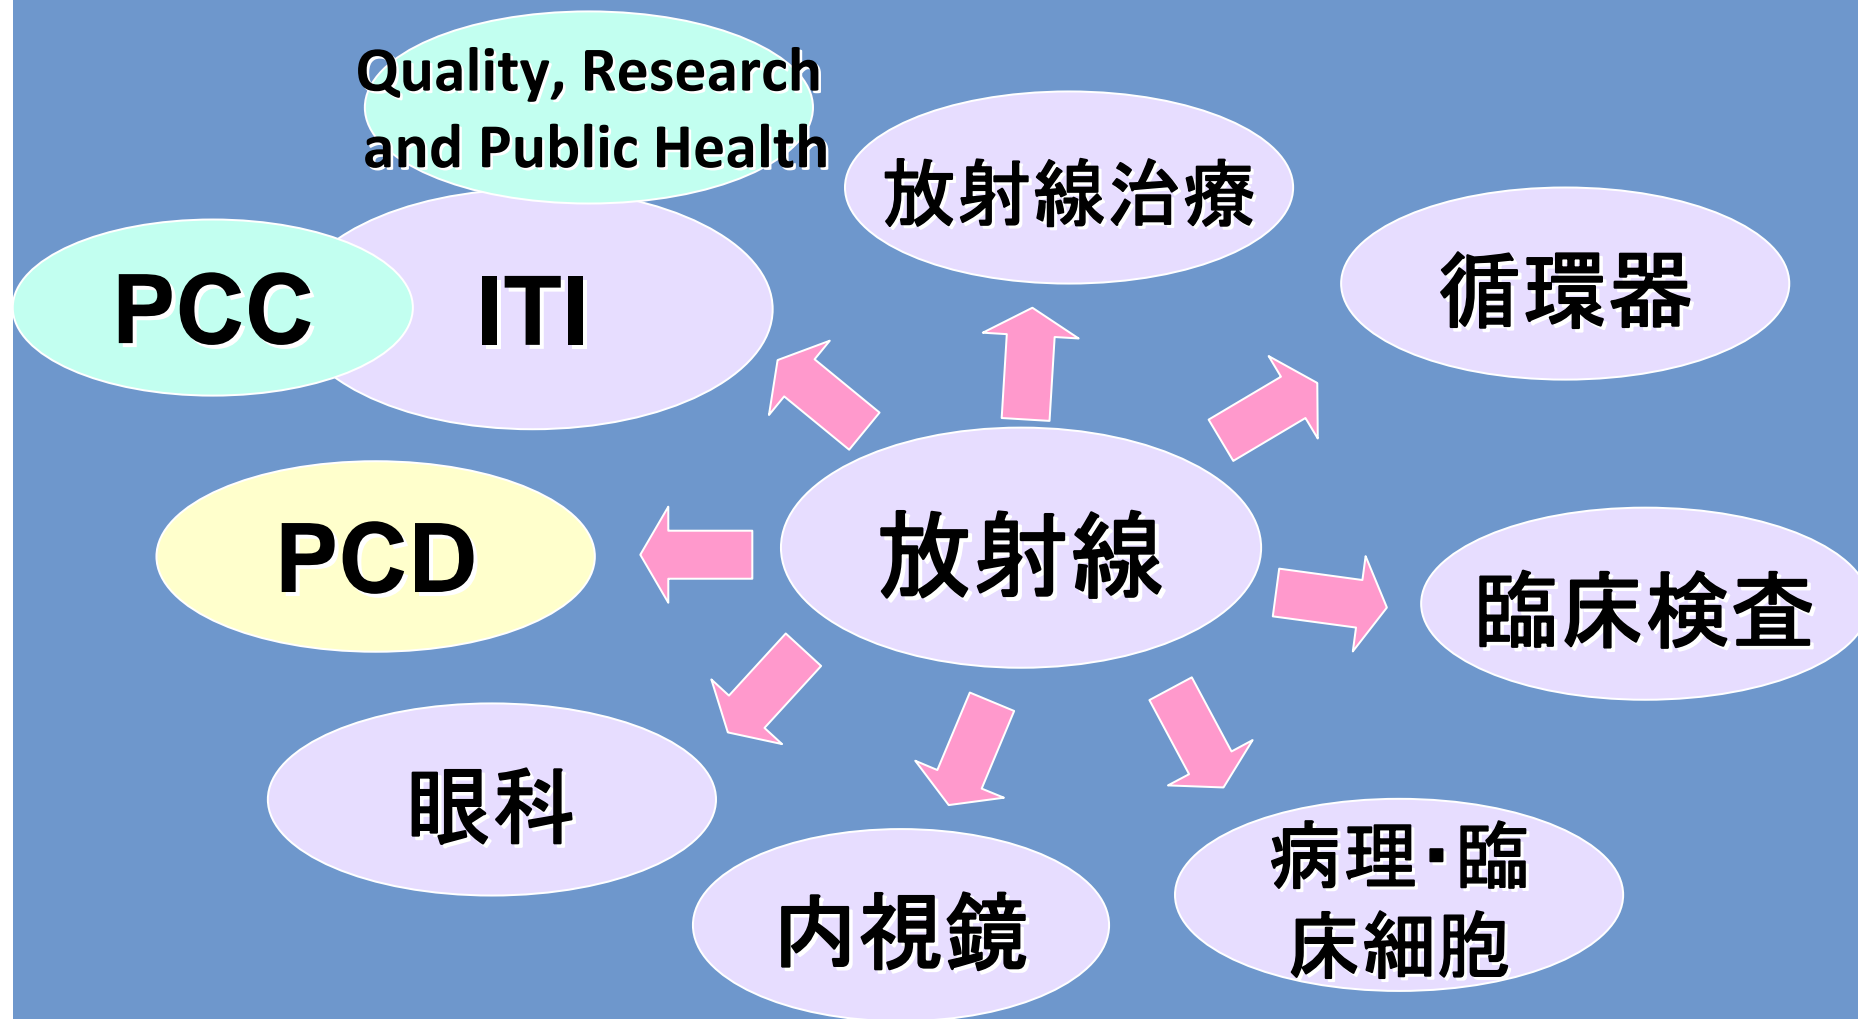 Quality, Research
and Public Health
放射線治療
循環器
PCC
ITI
PCD
放射線
臨床検査
眼科
内視鏡
病理・臨
床細胞